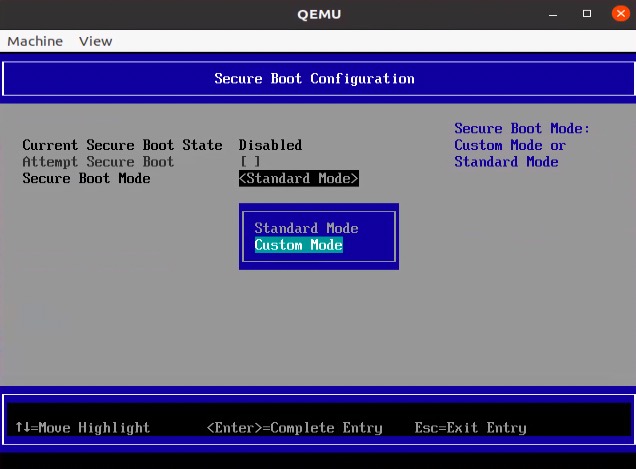 QEMU
Machine View
Secure Boot Configuration
Current Secure Boot State Disabled
Attempt Secure Boot [ ]
Secure Boot Mode <Standard Mode>
Secure Boot Mode:
Custom Mode or
Standard Mode
Standard Mode
Custom Mode
↑↓=Move Highlight <Enter>=Complete Entry Esc=Exit Entry